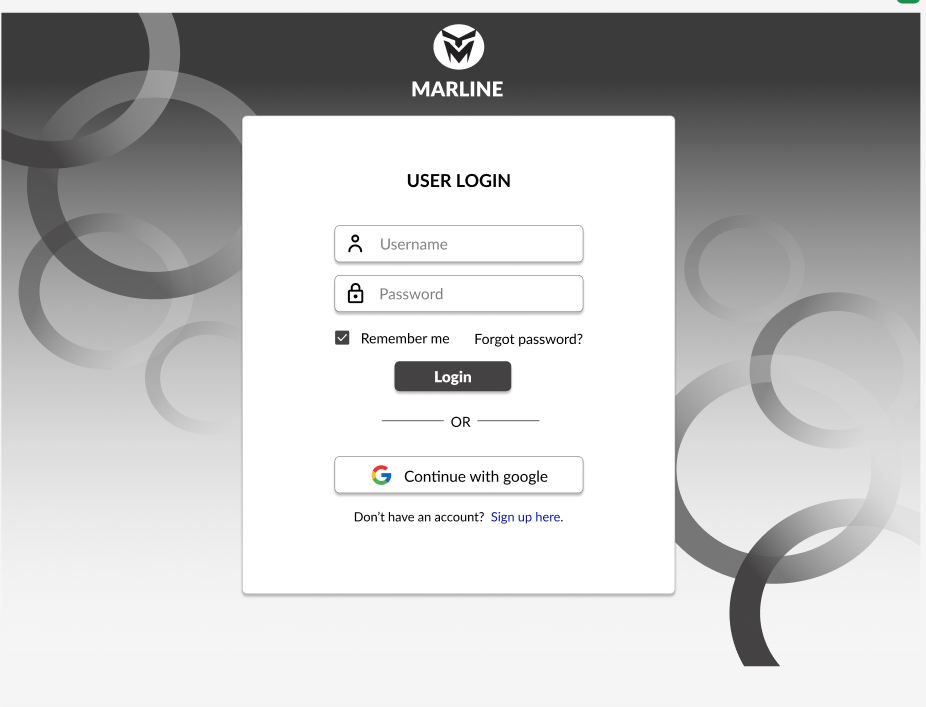 MARLINE
USER LOGIN
Username
Password
Remember me Forgot password?
Login
OR
Continue with google
Don't have an account? Sign up here.